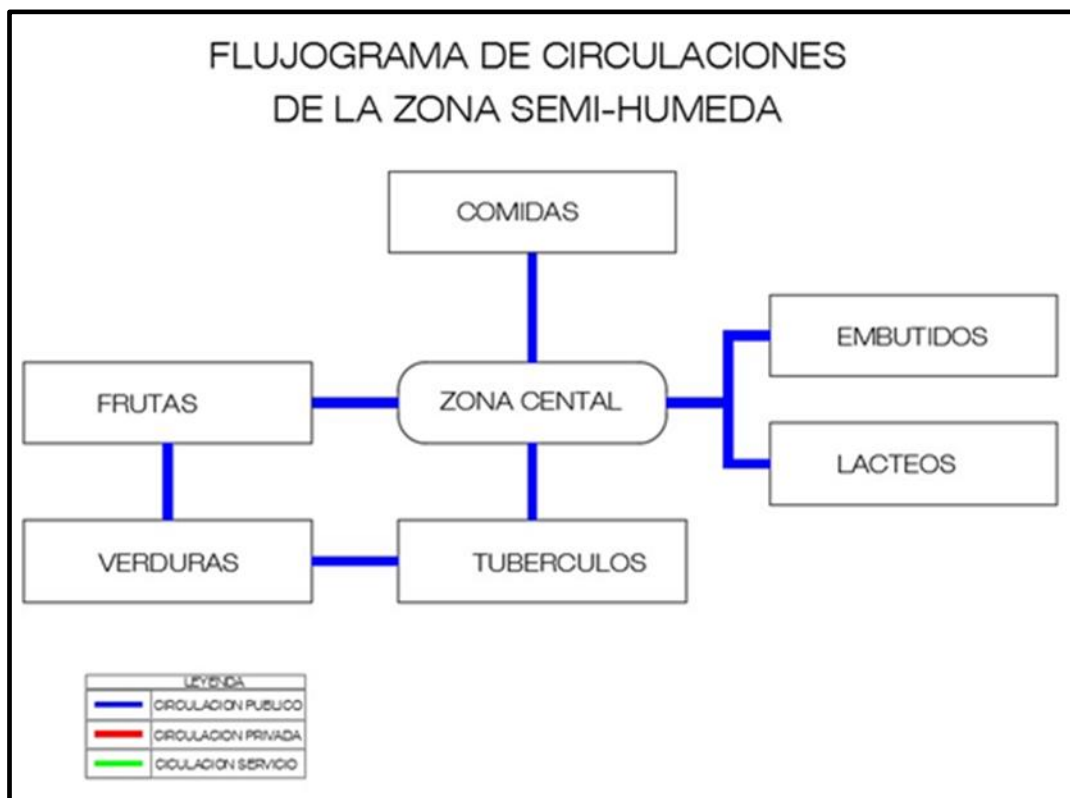 FLUJOGRAMA DE CIRCULACIONES
DE LA ZONA SEMI-HUMEDA
COMIDAS
EMBUTIDOS
FRUTAS
ZONA CENTAL
LACTEOS
VERDURAS
TUBERCULOS
LEYENDA
CIRCULACION PUBLICO
CIRCULACION PRIVADA
CICULACION SERVICIO